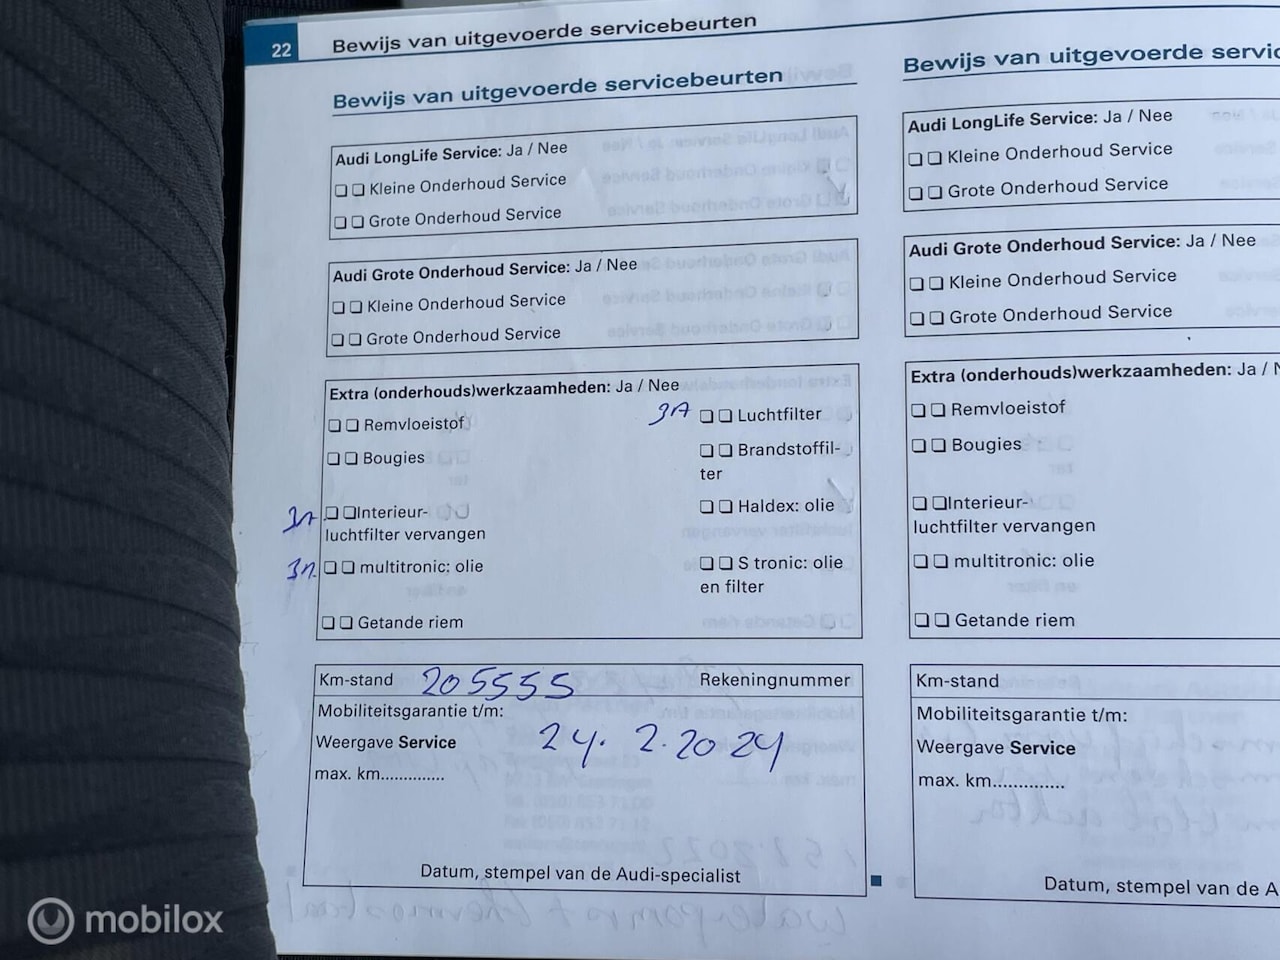 22
Bewijs van uitgevoerde servicebeurten
Bewijs van uitgevoerde servicebeurten
Audi LongLife Service: Ja / Nee
Kleine Onderhoud Service
Grote Onderhoud Service
Audi Grote Onderhoud Service: Ja / Nee
Kleine Onderhoud Service
Grote Onderhoud Service
Extra (onderhouds)werkzaamheden: Ja / Nee
Remvloeistof
Luchtfilter
Bougies
Brandstoffil-
ter
Interieur-
luchtfilter vervangen
Haldex: olie
multitronic: olie
S tronic: olie
en filter
Getande riem
Km-stand 205555 Rekeningnummer
Mobiliteitsgarantie t/m:
Weergave Service 24. 2. 2024
max. km..............
Datum, stempel van de Audi-specialist
Bewijs van uitgevoerde servic
Audi LongLife Service: Ja / Nee
Kleine Onderhoud Service
Grote Onderhoud Service
Audi Grote Onderhoud Service: Ja / Nee
Kleine Onderhoud Service
Grote Onderhoud Service
Extra (onderhouds)werkzaamheden: Ja / N
Remvloeistof
Bougies
Interieur-
luchtfilter vervangen
multitronic: olie
Getande riem
Km-stand
Mobiliteitsgarantie t/m:
Weergave Service
max. km..............
Datum, stempel van de A
mobilox